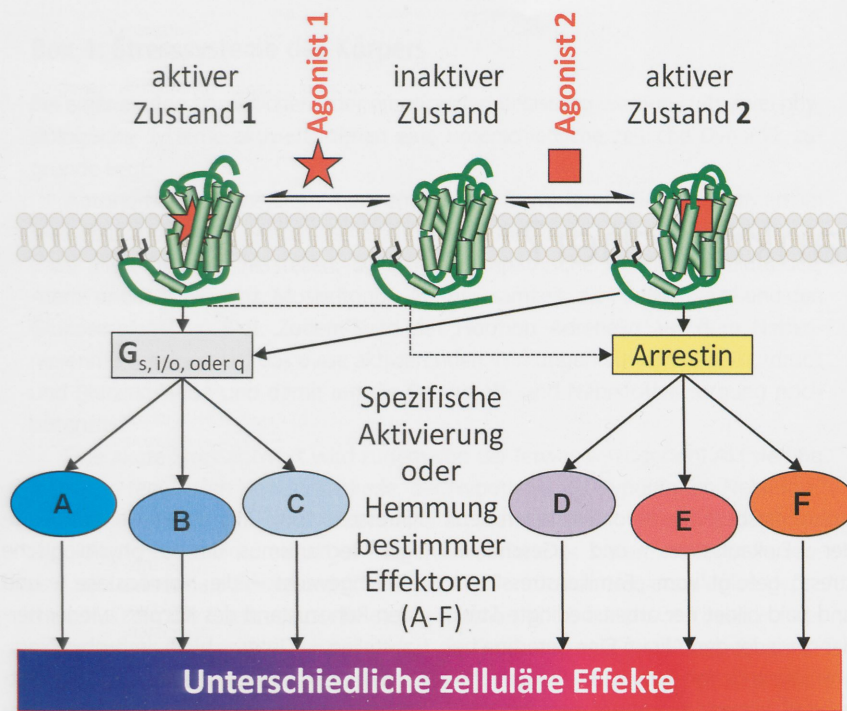 aktiver
Zustand 1
Agonist 1
inaktiver
Zustand
Agonist 2
aktiver
Zustand 2
Gs, i/o, oder q
Arrestin
Spezifische
Aktivierung
oder
Hemmung
bestimmter
Effektoren
(A-F)
A
B
C
D
E
F
Unterschiedliche zelluläre Effekte